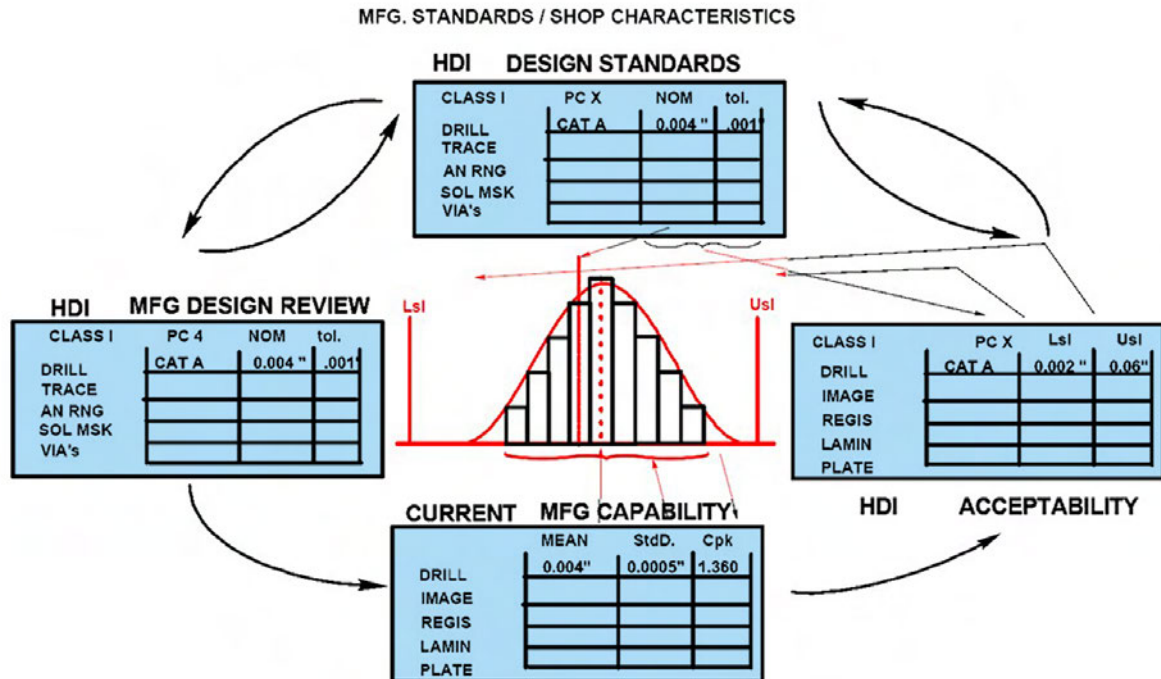 MFG. STANDARDS / SHOP CHARACTERISTICS
HDI DESIGN STANDARDS
CLASS I PC X NOM tol.
DRILL CAT A 0.004 " .001"
TRACE
AN RNG
SOL MSK
VIA's
HDI MFG DESIGN REVIEW
CLASS I PC 4 NOM tol.
DRILL CAT A 0.004 " .001"
TRACE
AN RNG
SOL MSK
VIA's
Lsl
Usl
CLASS I PC X Lsl Usl
DRILL CAT A 0.002 " 0.06"
IMAGE
REGIS
LAMIN
PLATE
HDI ACCEPTABILITY
CURRENT MFG CAPABILITY
MEAN StdD. Cpk
DRILL 0.004" 0.0005" 1.360
IMAGE
REGIS
LAMIN
PLATE